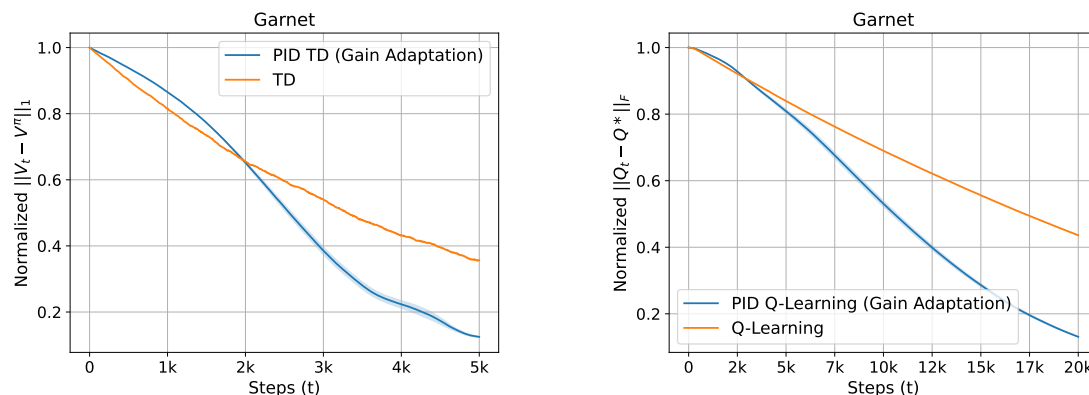 Garnet
PID TD (Gain Adaptation)
TD
1.0
0.8
0.6
0.4
0.2
Normalized ||V_t − V^π||_1
0 1k 2k 3k 4k 5k
Steps (t)
Garnet
1.0
0.8
0.6
0.4
0.2
Normalized ||Q_t − Q*||_F
PID Q-Learning (Gain Adaptation)
Q-Learning
0 2k 5k 7k 10k 12k 15k 17k 20k
Steps (t)